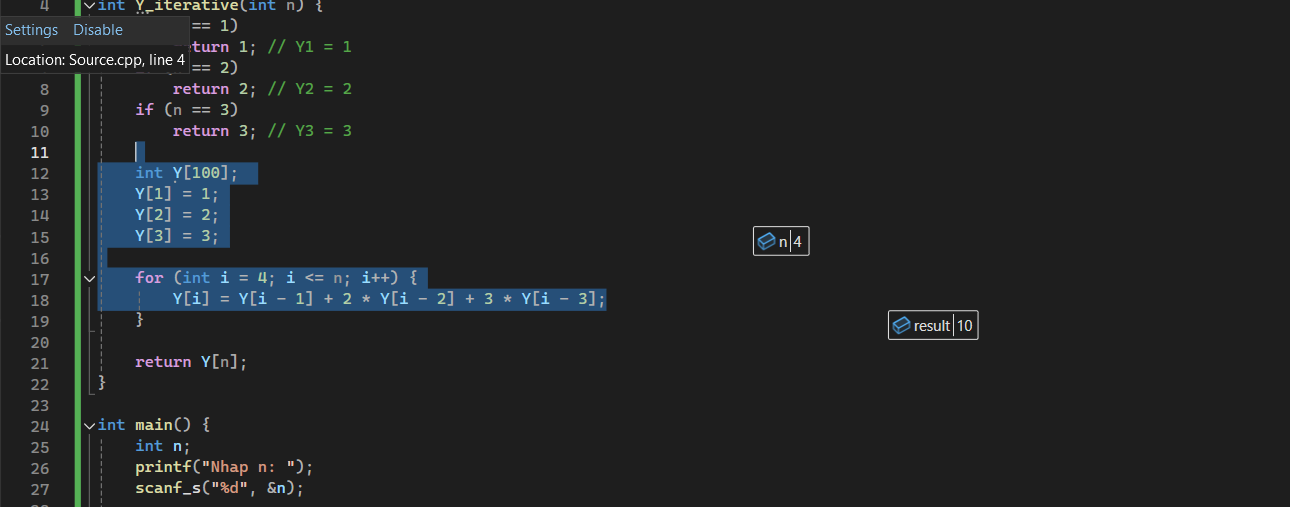 4 int Y_iterative(int n) {
Settings Disable
== 1)
return 1; // Y1 = 1
Location: Source.cpp, line 4
== 2)
8 return 2; // Y2 = 2
9 if (n == 3)
10 return 3; // Y3 = 3
11
12 int Y[100];
13 Y[1] = 1;
14 Y[2] = 2;
15 Y[3] = 3;
n 4
16
17 for (int i = 4; i <= n; i++) {
18 Y[i] = Y[i - 1] + 2 * Y[i - 2] + 3 * Y[i - 3];
19 }
result 10
20
21 return Y[n];
22 }
23
24 int main() {
25 int n;
26 printf("Nhap n: ");
27 scanf_s("%d", &n);